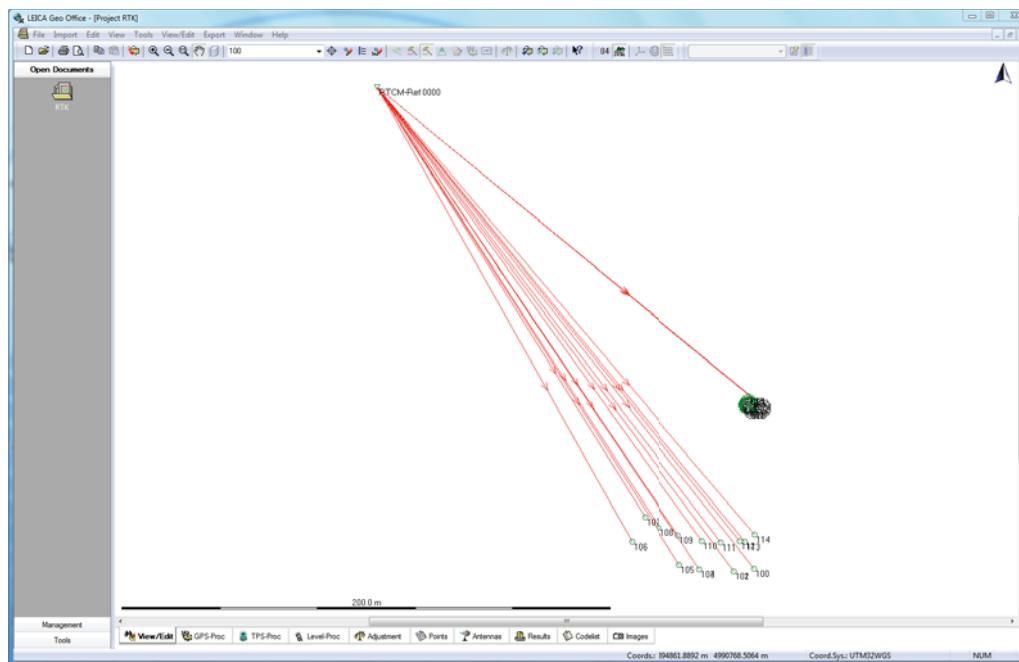 LEICA Geo Office - [Project RTK]
File Import Edit View Tools View/Edit Export Window Help
100
Open Documents
RTK
RTCM-Ref 0000
106
108
109
110
111
114
105
102
100
200.0 m
Management
Tools
View/Edit GPS-Proc TPS-Proc Level-Proc Adjustment Points Antennas Results Codelist Images
Coords.: 394861.8892 m 4990768.5064 m Coord.Sys.: UTM32WGS NUM